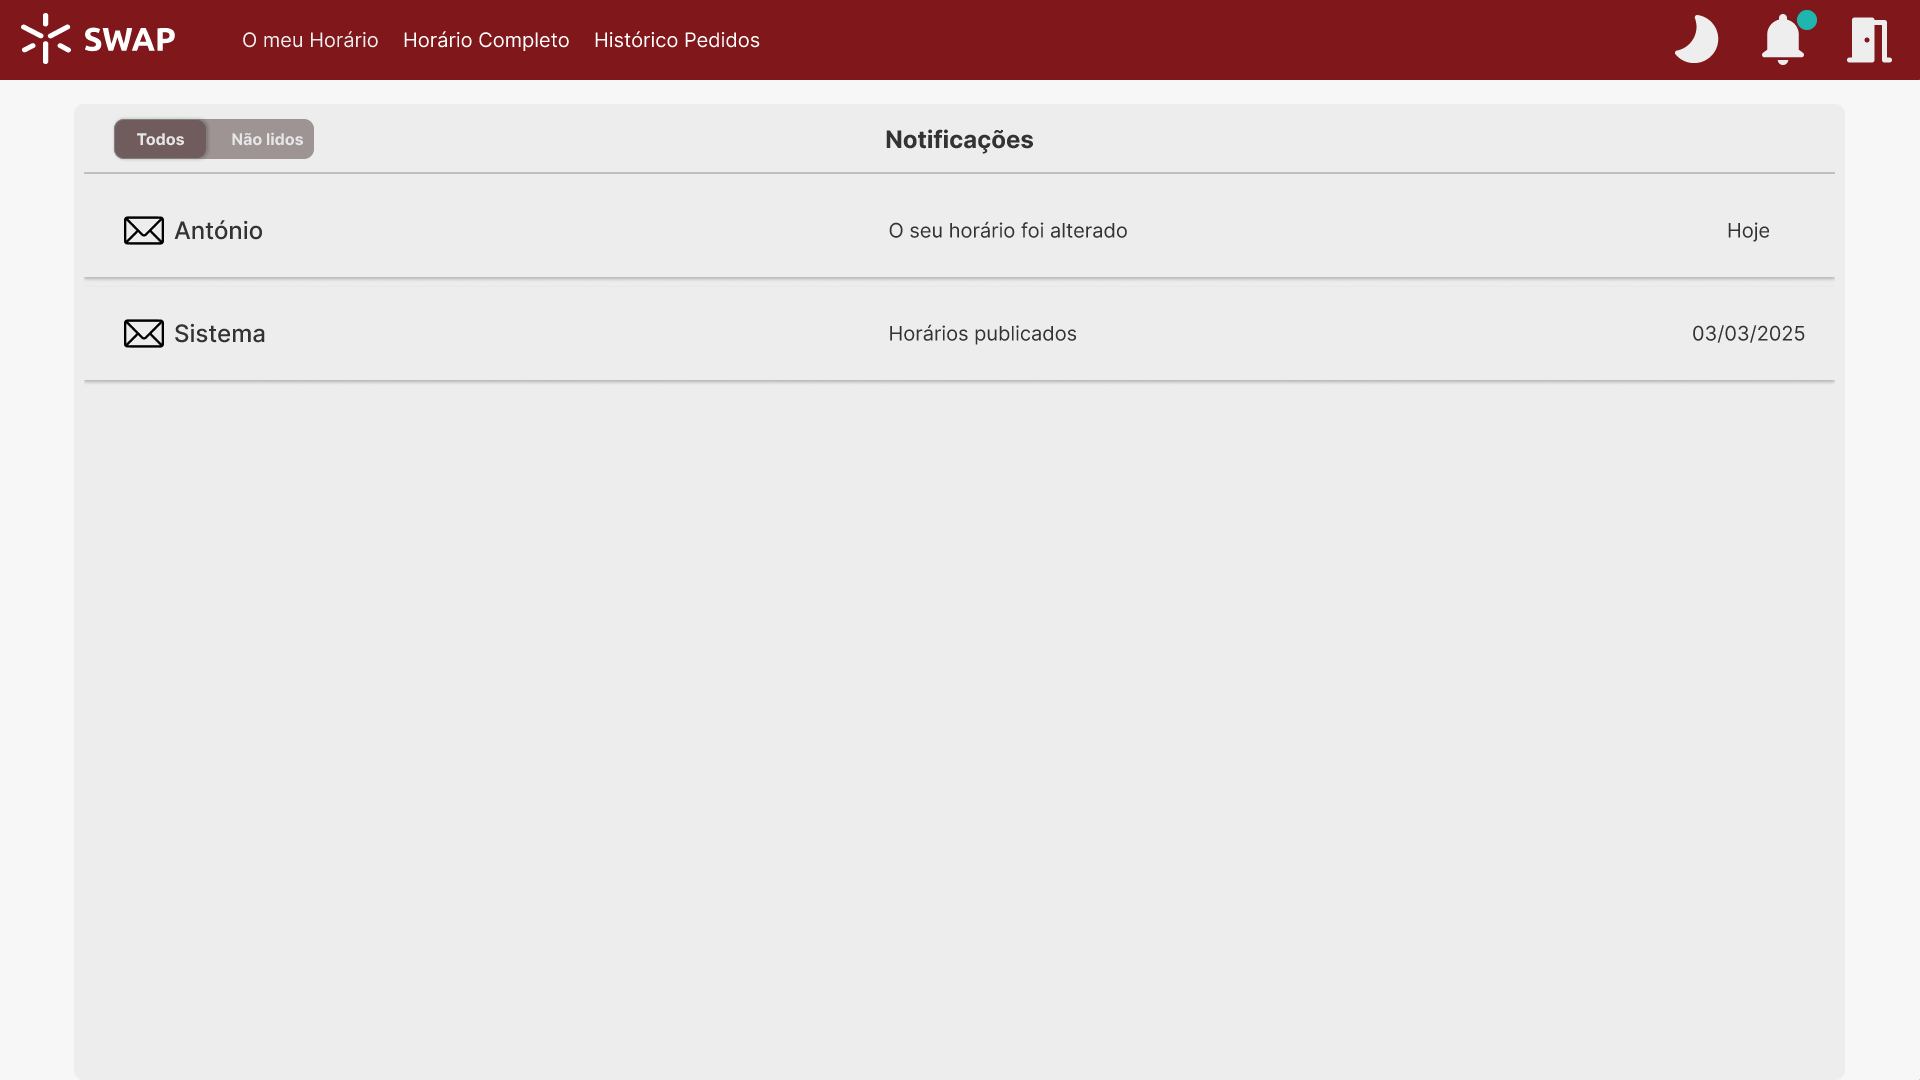 SWAP
O meu Horário
Horário Completo
Histórico Pedidos
Todos
Não lidos
Notificações
António
O seu horário foi alterado
Hoje
Sistema
Horários publicados
03/03/2025